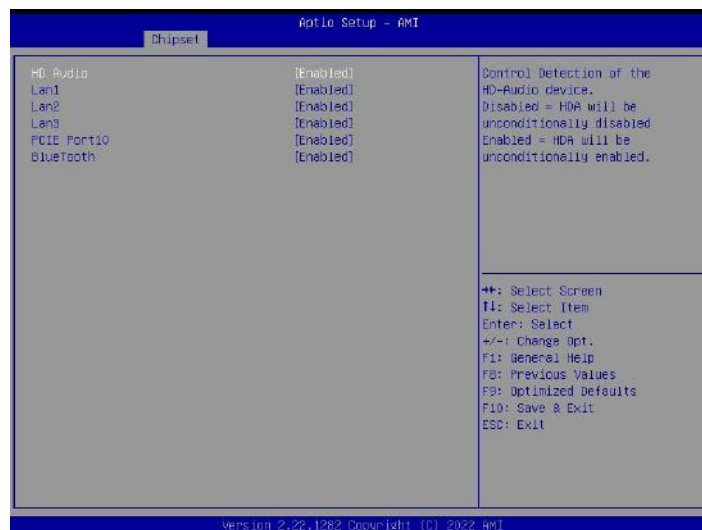 Aptio Setup - AMI
Chipset
HD Audio [Enabled]
Lan1 [Enabled]
Lan2 [Enabled]
Lan3 [Enabled]
PCIE Port10 [Enabled]
BlueTooth [Enabled]
Control Detection of the
HD-Audio device.
Disabled = HDA will be
unconditionally disabled
Enabled = HDA will be
unconditionally enabled.
→←: Select Screen
↑↓: Select Item
Enter: Select
+/-: Change Opt.
F1: General Help
F8: Previous Values
F9: Optimized Defaults
F10: Save & Exit
ESC: Exit
Version 2.22.1282 Copyright (C) 2022 AMI